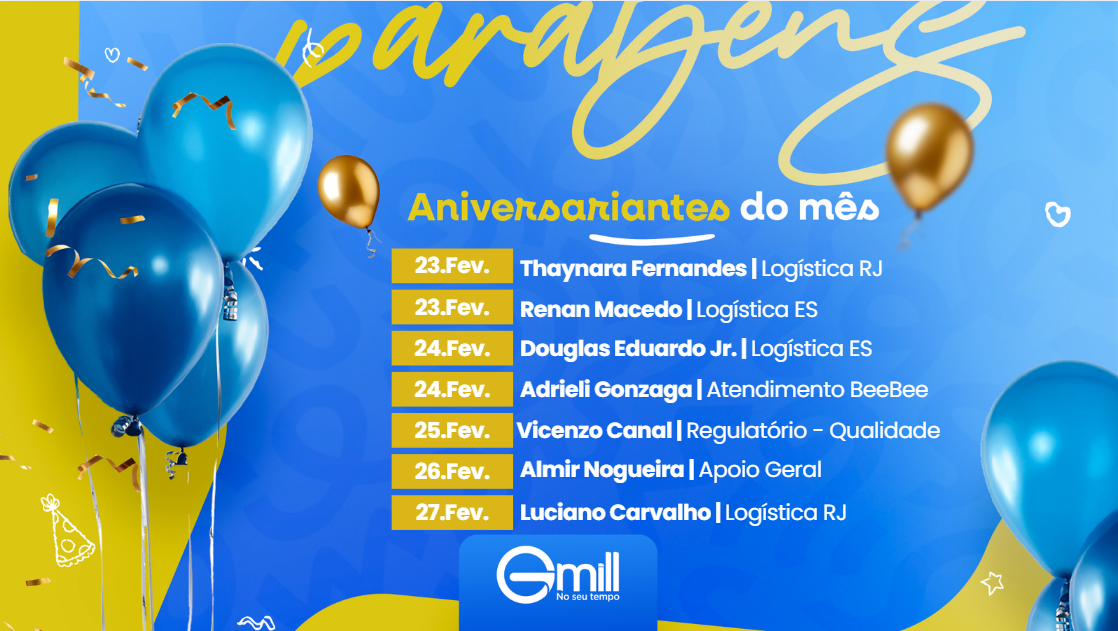 parabéns
Aniversariantes do mês
23.Fev. Thaynara Fernandes | Logística RJ
23.Fev. Renan Macedo | Logística ES
24.Fev. Douglas Eduardo Jr. | Logística ES
24.Fev. Adrieli Gonzaga | Atendimento BeeBee
25.Fev. Vicenzo Canal | Regulatório - Qualidade
26.Fev. Almir Nogueira | Apoio Geral
27.Fev. Luciano Carvalho | Logística RJ
Gmill
No seu tempo